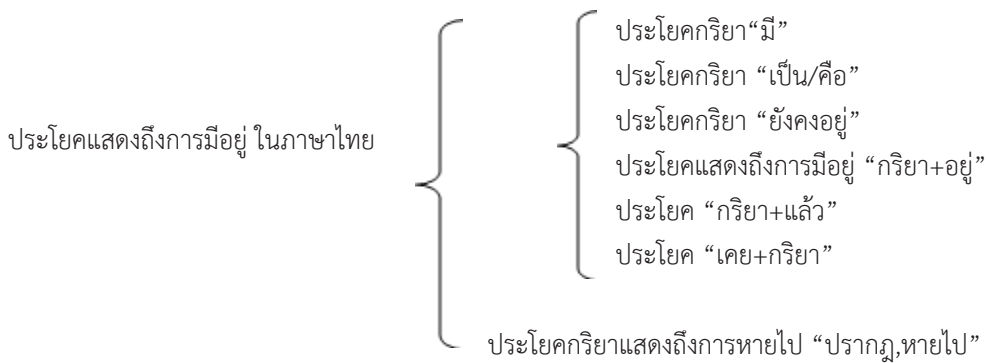 ประโยคกริยา“มี”
ประโยคกริยา “เป็น/คือ”
ประโยคกริยา “ยังคงอยู่”
ประโยคแสดงถึงการมีอยู่ ในภาษาไทย
ประโยคแสดงถึงการมีอยู่ “กริยา+อยู่”
ประโยค “กริยา+แล้ว”
ประโยค “เคย+กริยา”
ประโยคกริยาแสดงถึงการหายไป “ปรากฎ,หายไป”